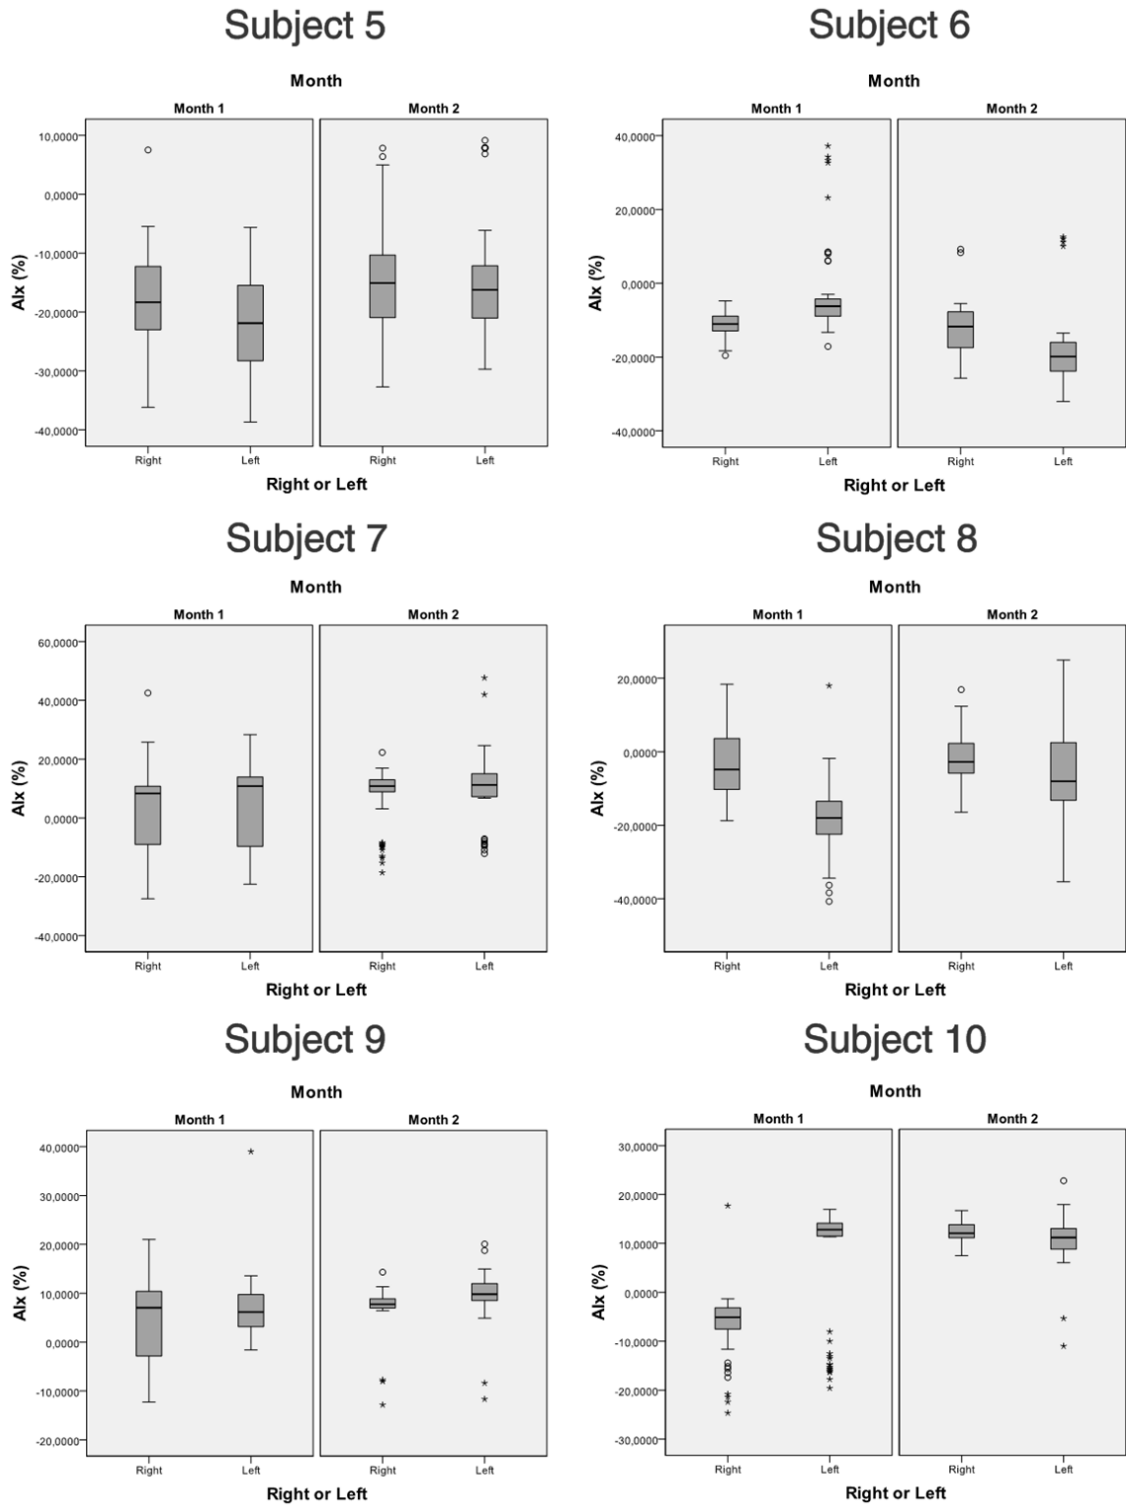 Subject 5
Month
Month 1 Month 2
10,0000
0,0000
-10,0000
-20,0000
-30,0000
-40,0000
AIx (%)
Right Left Right Left
Right or Left
Subject 6
Month
Month 1 Month 2
40,0000
20,0000
0,0000
-20,0000
-40,0000
AIx (%)
Right Left Right Left
Right or Left
Subject 7
Month
Month 1 Month 2
60,0000
40,0000
20,0000
0,0000
-20,0000
-40,0000
AIx (%)
Right Left Right Left
Right or Left
Subject 8
Month
Month 1 Month 2
20,0000
0,0000
-20,0000
-40,0000
AIx (%)
Right Left Right Left
Right or Left
Subject 9
Month
Month 1 Month 2
40,0000
30,0000
20,0000
10,0000
0,0000
-10,0000
-20,0000
AIx (%)
Right Left Right Left
Right or Left
Subject 10
Month
Month 1 Month 2
30,0000
20,0000
10,0000
0,0000
-10,0000
-20,0000
-30,0000
AIx (%)
Right Left Right Left
Right or Left